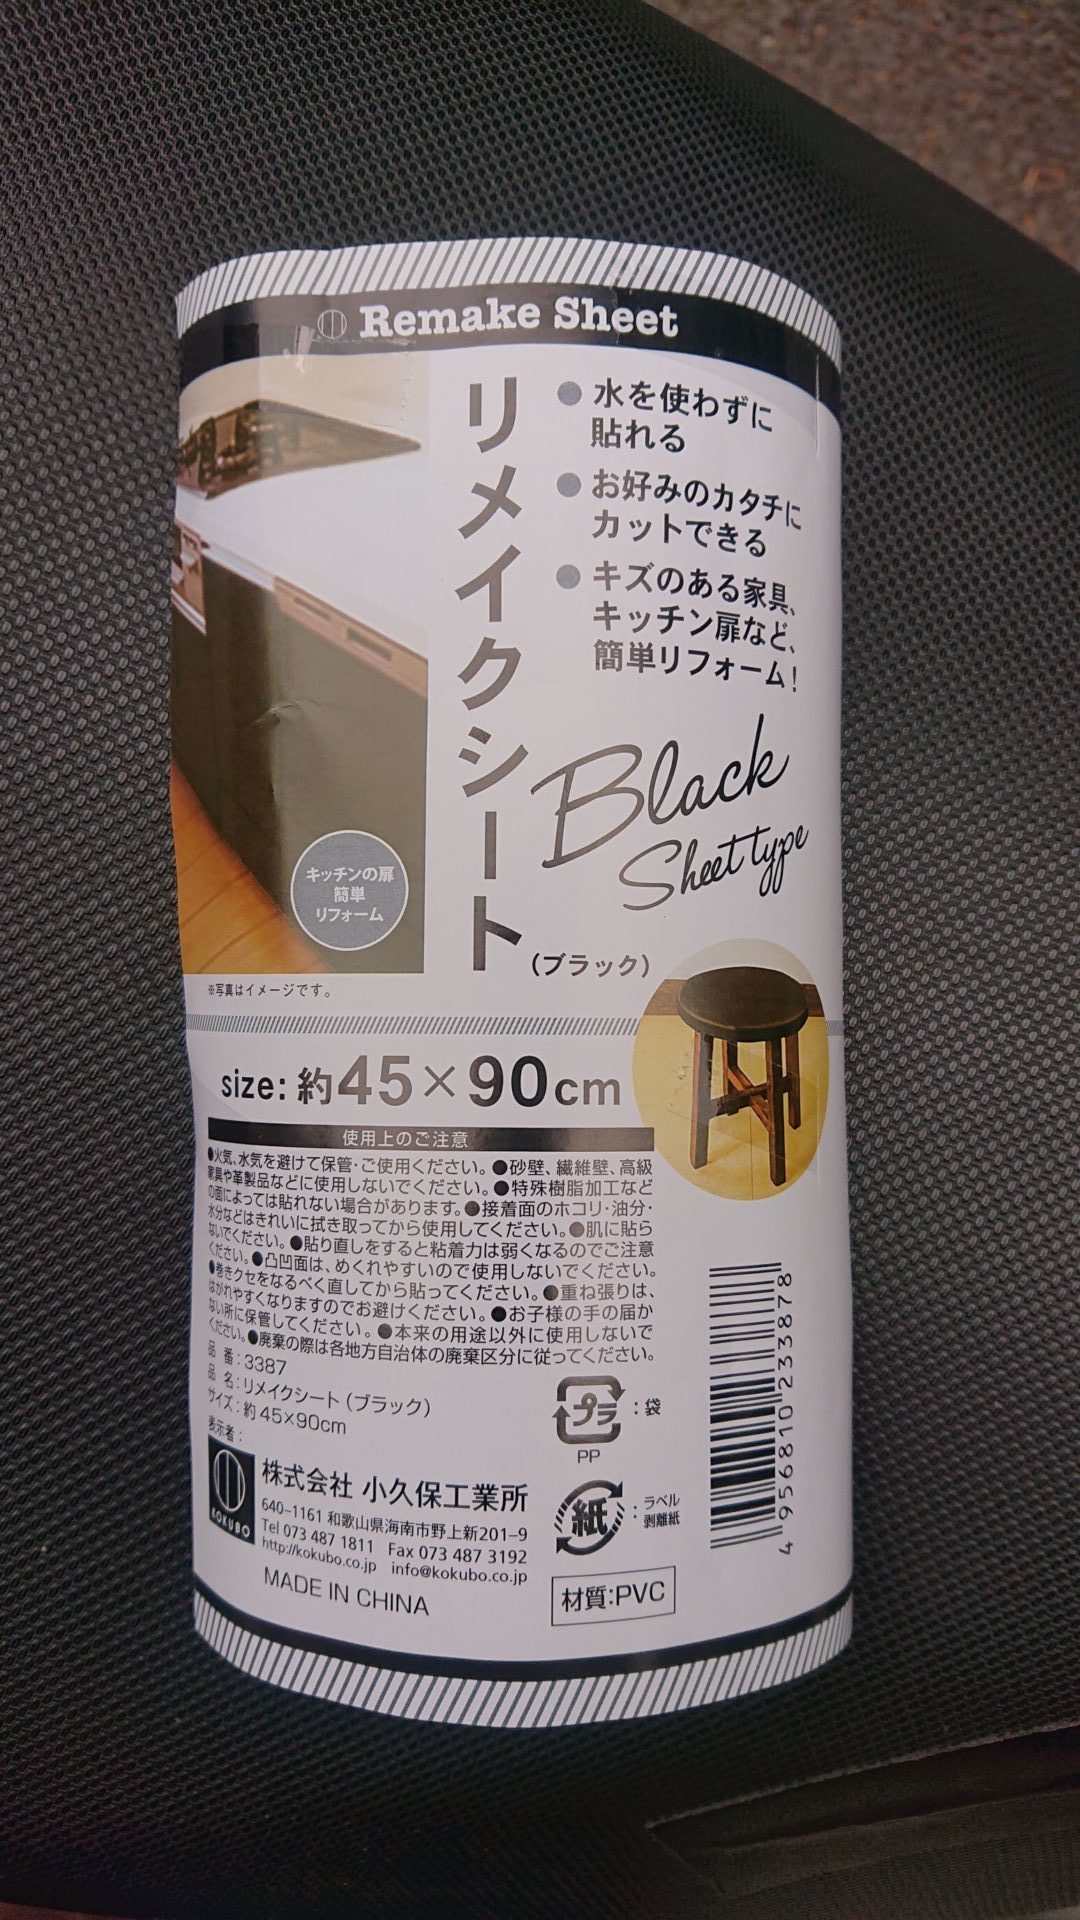 Remake Sheet
リメイクシート
(ブラック)
●水を使わずに
貼れる
●お好みのカタチに
カットできる
●キズのある家具、
キッチン扉など、
簡単リフォーム!
Black
Sheet type
キッチンの扉
簡単
リフォーム
※写真はイメージです。
size: 約45×90cm
使用上のご注意
●火気、水気を避けて保管・ご使用ください。●砂壁、繊維壁、高級
家具や革製品などに使用しないでください。●特殊樹脂加工など
の面によっては貼れない場合があります。●接着面のホコリ・油分・
水分などはきれいに拭き取ってから使用してください。●肌に貼ら
ないでください。●貼り直しをすると粘着力は弱くなるのでご注意
ください。●凸凹面は、めくれやすいので使用しないでください。
●巻きクセをなるべく直してから貼ってください。●重ね張りは、
はがれやすくなりますのでお避けください。●お子様の手の届か
ない所に保管してください。●本来の用途以外に使用しないで
ください。●廃棄の際は各地方自治体の廃棄区分に従ってください。
品 番:3387
品 名:リメイクシート(ブラック)
サイズ:約45×90cm
表示者:
KOKUBO
株式会社 小久保工業所
640-1161 和歌山県海南市野上新201-9
Tel 073 487 1811 Fax 073 487 3192
http://kokubo.co.jp info@kokubo.co.jp
MADE IN CHINA
プラ
:袋
PP
紙
:ラベル
剥離紙
材質:PVC
4956810233878